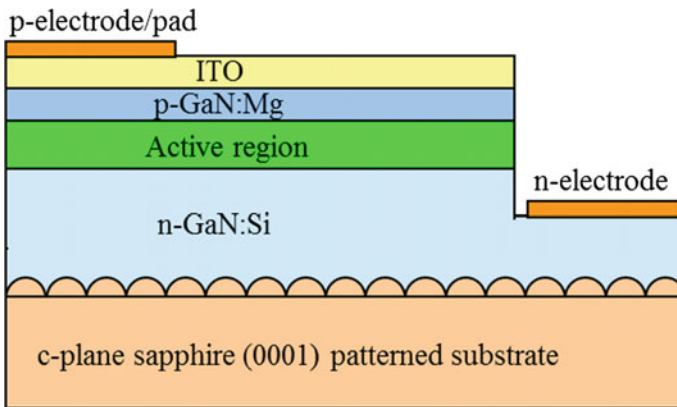 p-electrode/pad
ITO
p-GaN:Mg
Active region
n-electrode
n-GaN:Si
c-plane sapphire (0001) patterned substrate